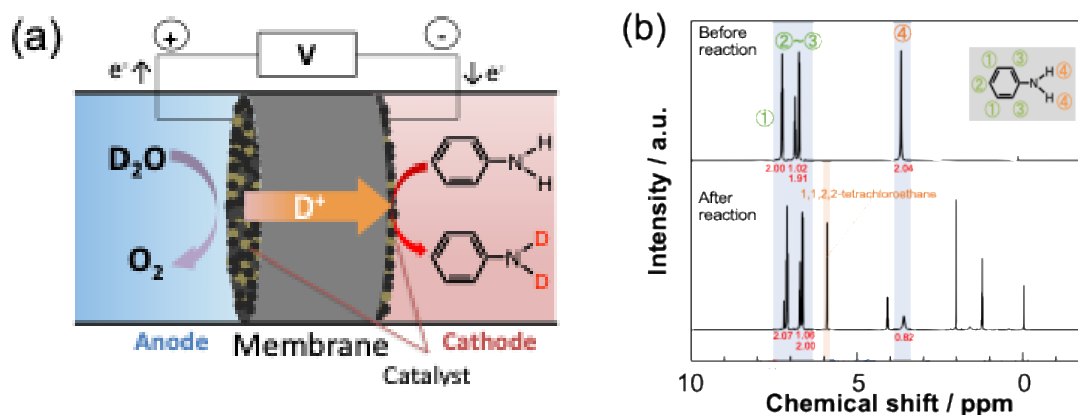 (a)
+
V
-
e- ↑
↓ e-
D₂O
D⁺
O₂
N
H
H
N
D
D
Anode
Membrane
Cathode
Catalyst
(b)
Intensity / a.u.
Before
reaction
②~③
④
①
① ③
②
① ③
N
H ④
H ④
2.00 1.02
1.91
2.04
1,1,2,2-tetrachloroethane
After
reaction
2.07 1.00
2.00
0.82
10 5 0
Chemical shift / ppm